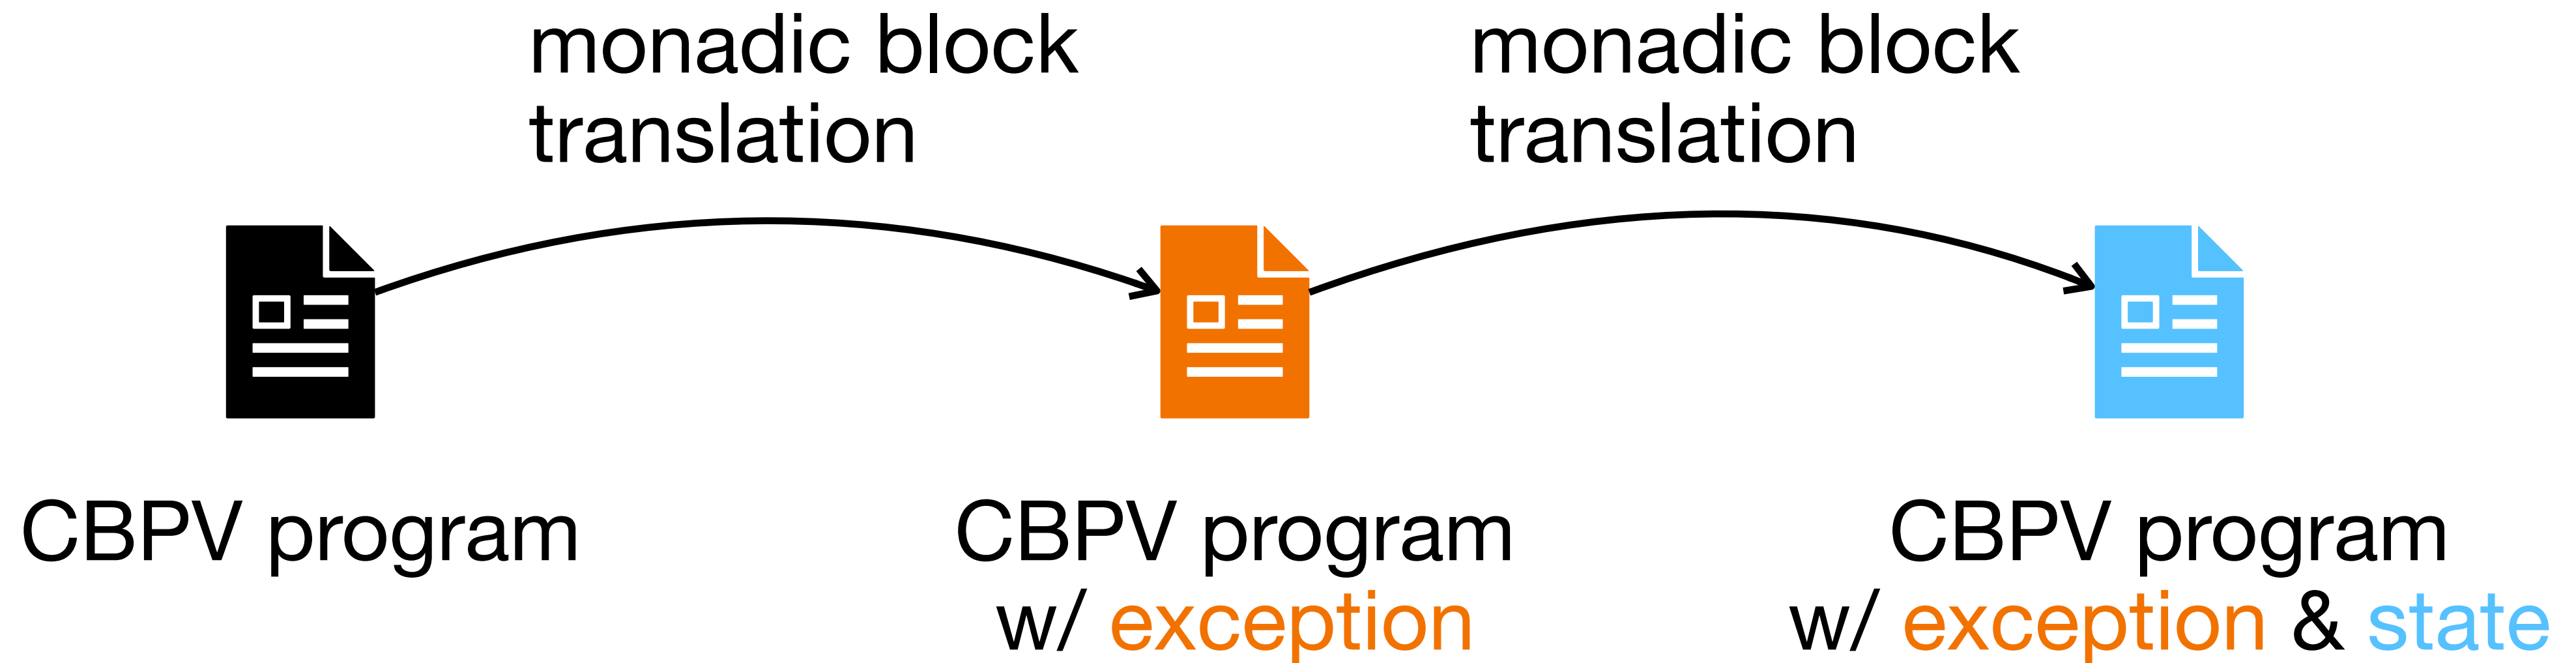 monadic block
translation
monadic block
translation
CBPV program
CBPV program
w/ exception
CBPV program
w/ exception & state